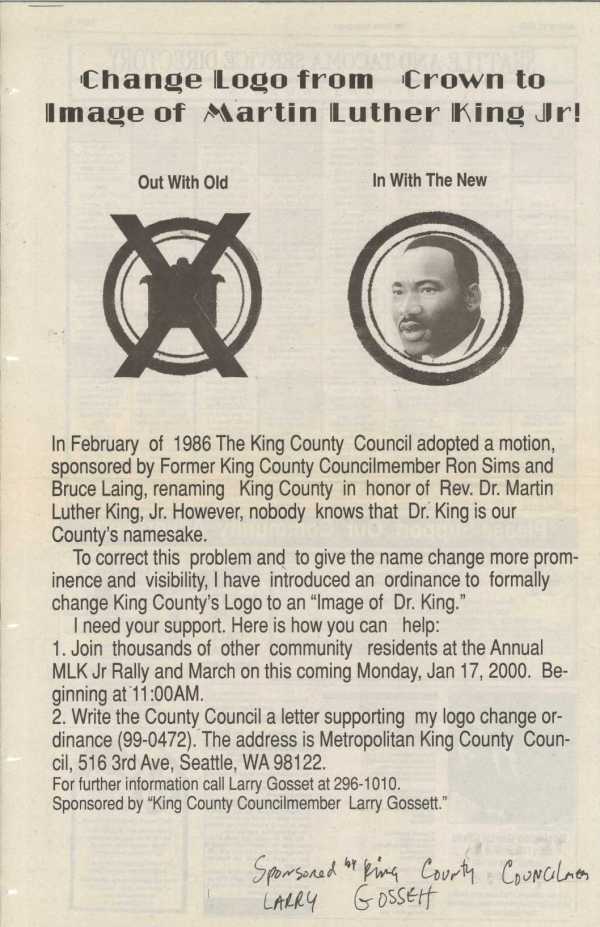 Change Logo from Crown to
Image of Martin Luther King Jr!
Out With Old
In With The New
In February of 1986 The King County Council adopted a motion,
sponsored by Former King County Councilmember Ron Sims and
Bruce Laing, renaming King County in honor of Rev. Dr. Martin
Luther King, Jr. However, nobody knows that Dr. King is our
County's namesake.
To correct this problem and to give the name change more prom-
inence and visibility, I have introduced an ordinance to formally
change King County's Logo to an "Image of Dr. King."
I need your support. Here is how you can help:
1. Join thousands of other community residents at the Annual
MLK Jr Rally and March on this coming Monday, Jan 17, 2000. Be-
ginning at 11:00AM.
2. Write the County Council a letter supporting my logo change or-
dinance (99-0472). The address is Metropolitan King County Coun-
cil, 516 3rd Ave, Seattle, WA 98122.
For further information call Larry Gosset at 296-1010.
Sponsored by "King County Councilmember Larry Gossett."
Sponsored by King County Councilmen
LARRY GOSSETT